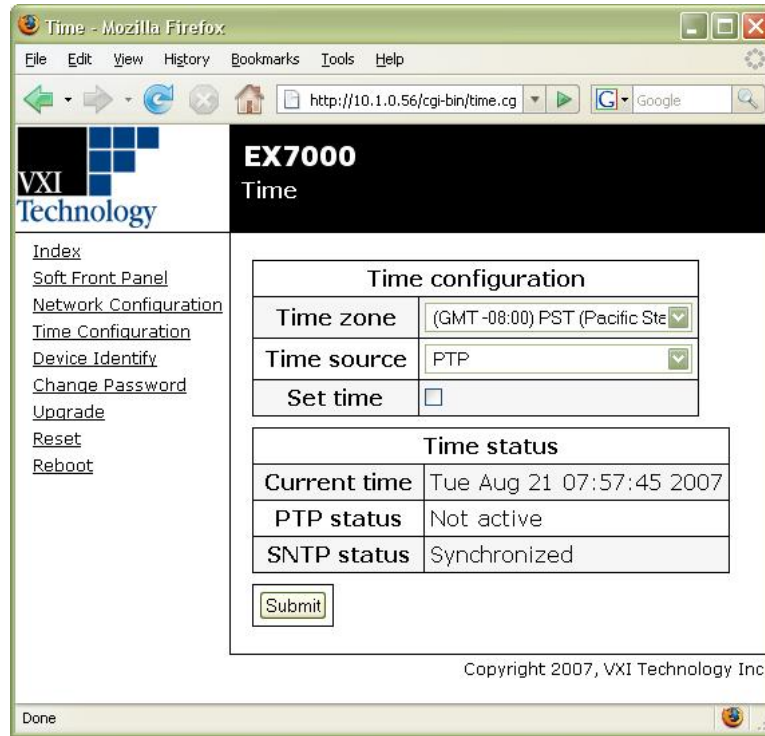 Time - Mozilla Firefox
File Edit View History Bookmarks Tools Help
http://10.1.0.56/cgi-bin/time.cg
G Google
VXI
Technology
EX7000
Time
Index
Soft Front Panel
Network Configuration
Time Configuration
Device Identify
Change Password
Upgrade
Reset
Reboot
Time configuration
Time zone (GMT -08:00) PST (Pacific Sta
Time source PTP
Set time
Time status
Current time Tue Aug 21 07:57:45 2007
PTP status Not active
SNTP status Synchronized
Submit
Copyright 2007, VXI Technology Inc
Done